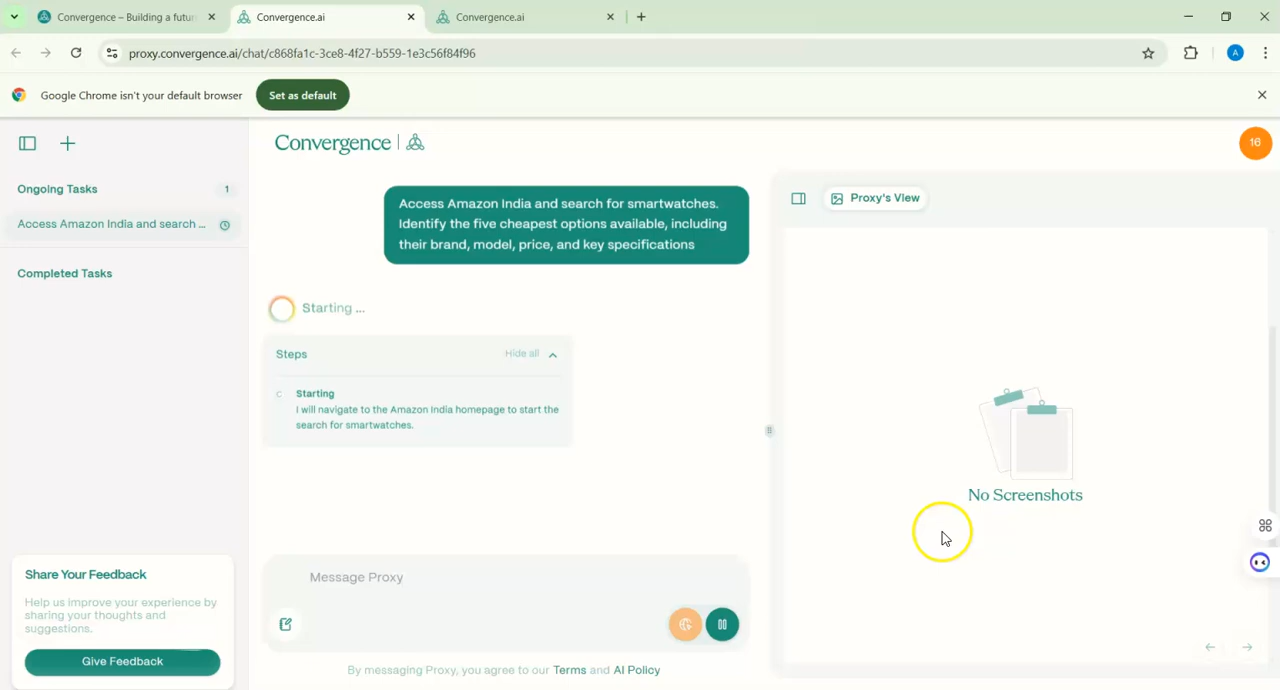 Convergence – Building a futur
Convergence.ai
Convergence.ai
proxy.convergence.ai/chat/c868fa1c-3ce8-4f27-b559-1e3c56f84f96
A
Google Chrome isn't your default browser
Set as default
Convergence
16
Ongoing Tasks
1
Access Amazon India and search ...
Completed Tasks
Access Amazon India and search for smartwatches.
Identify the five cheapest options available, including
their brand, model, price, and key specifications
Starting ...
Steps
Hide all
Starting
I will navigate to the Amazon India homepage to start the
search for smartwatches.
Proxy's View
No Screenshots
Message Proxy
By messaging Proxy, you agree to our Terms and AI Policy
Share Your Feedback
Help us improve your experience by
sharing your thoughts and
suggestions.
Give Feedback